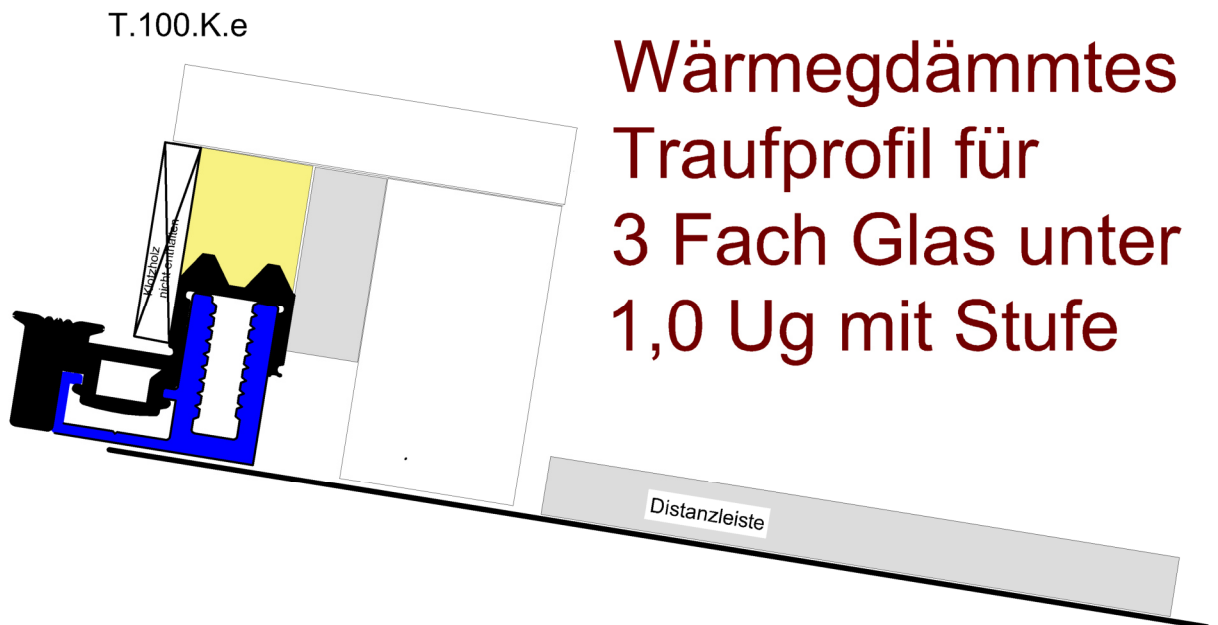 T.100.K.e
Wärmegdämmtes
Traufprofil für
3 Fach Glas unter
1,0 Ug mit Stufe
Klotzholz
nicht enthalten
Distanzleiste